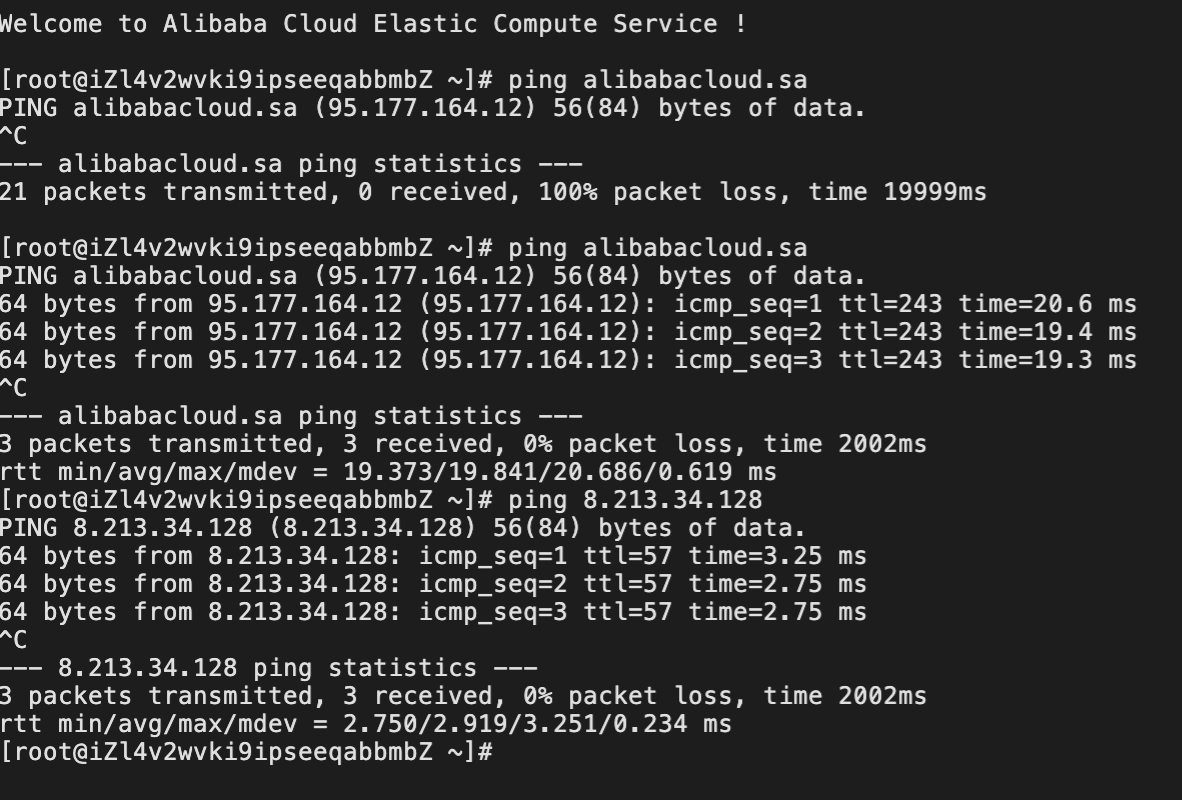 Welcome to Alibaba Cloud Elastic Compute Service !
[root@iZl4v2wvki9ipseeqabbmbZ ~]# ping alibabacloud.sa
PING alibabacloud.sa (95.177.164.12) 56(84) bytes of data.
^C
--- alibabacloud.sa ping statistics ---
21 packets transmitted, 0 received, 100% packet loss, time 19999ms
[root@iZl4v2wvki9ipseeqabbmbZ ~]# ping alibabacloud.sa
PING alibabacloud.sa (95.177.164.12) 56(84) bytes of data.
64 bytes from 95.177.164.12 (95.177.164.12): icmp_seq=1 ttl=243 time=20.6 ms
64 bytes from 95.177.164.12 (95.177.164.12): icmp_seq=2 ttl=243 time=19.4 ms
64 bytes from 95.177.164.12 (95.177.164.12): icmp_seq=3 ttl=243 time=19.3 ms
^C
--- alibabacloud.sa ping statistics ---
3 packets transmitted, 3 received, 0% packet loss, time 2002ms
rtt min/avg/max/mdev = 19.373/19.841/20.686/0.619 ms
[root@iZl4v2wvki9ipseeqabbmbZ ~]# ping 8.213.34.128
PING 8.213.34.128 (8.213.34.128) 56(84) bytes of data.
64 bytes from 8.213.34.128: icmp_seq=1 ttl=57 time=3.25 ms
64 bytes from 8.213.34.128: icmp_seq=2 ttl=57 time=2.75 ms
64 bytes from 8.213.34.128: icmp_seq=3 ttl=57 time=2.75 ms
^C
--- 8.213.34.128 ping statistics ---
3 packets transmitted, 3 received, 0% packet loss, time 2002ms
rtt min/avg/max/mdev = 2.750/2.919/3.251/0.234 ms
[root@iZl4v2wvki9ipseeqabbmbZ ~]#